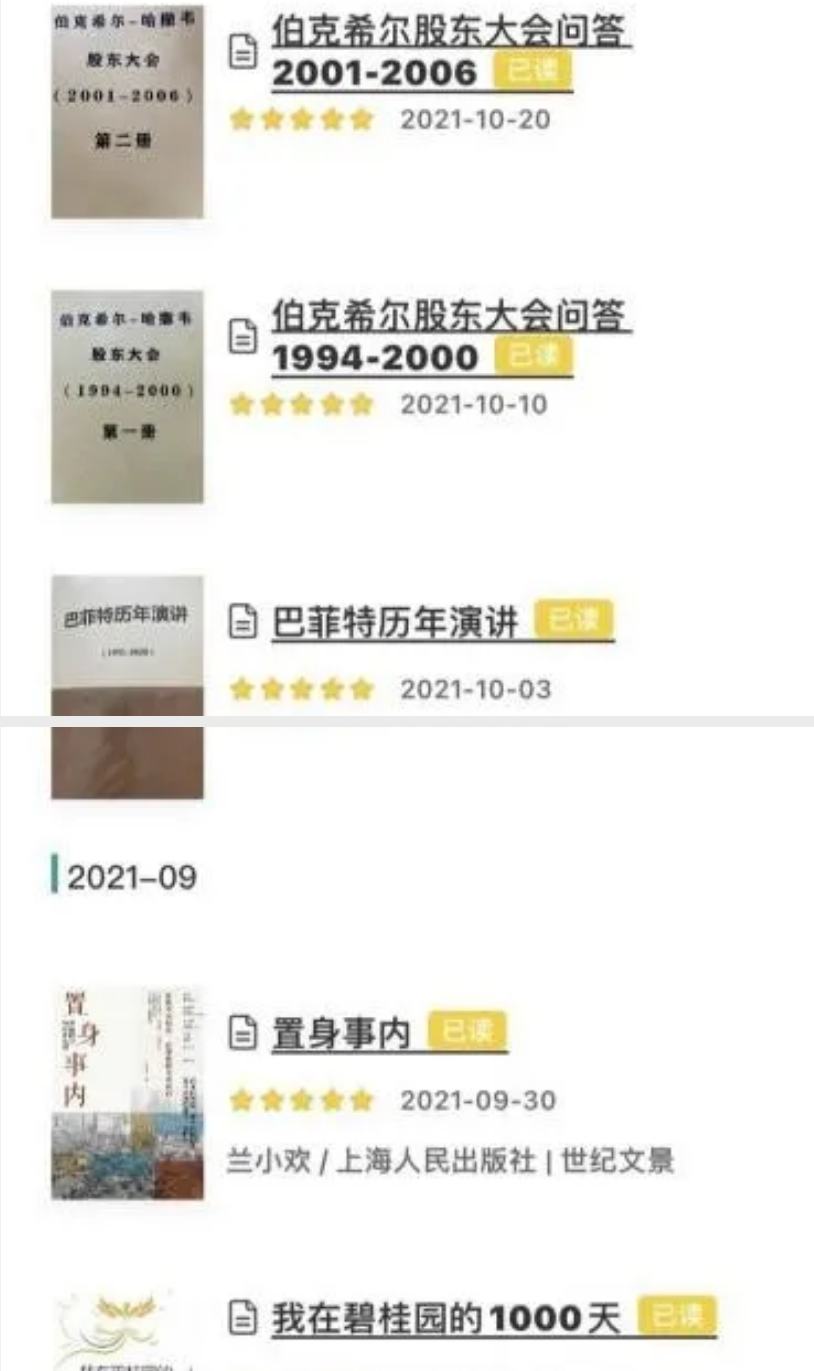 伯克希尔-哈撒韦
股东大会
(2001-2006)
第二册
伯克希尔股东大会问答
2001-2006 已读
2021-10-20
伯克希尔-哈撒韦
股东大会
(1994-2000)
第一册
伯克希尔股东大会问答
1994-2000 已读
2021-10-10
巴菲特历年演讲
巴菲特历年演讲 已读
2021-10-03
2021-09
置身事内
置身事内 已读
2021-09-30
兰小欢 / 上海人民出版社 | 世纪文景
我在碧桂园的1000天 已读